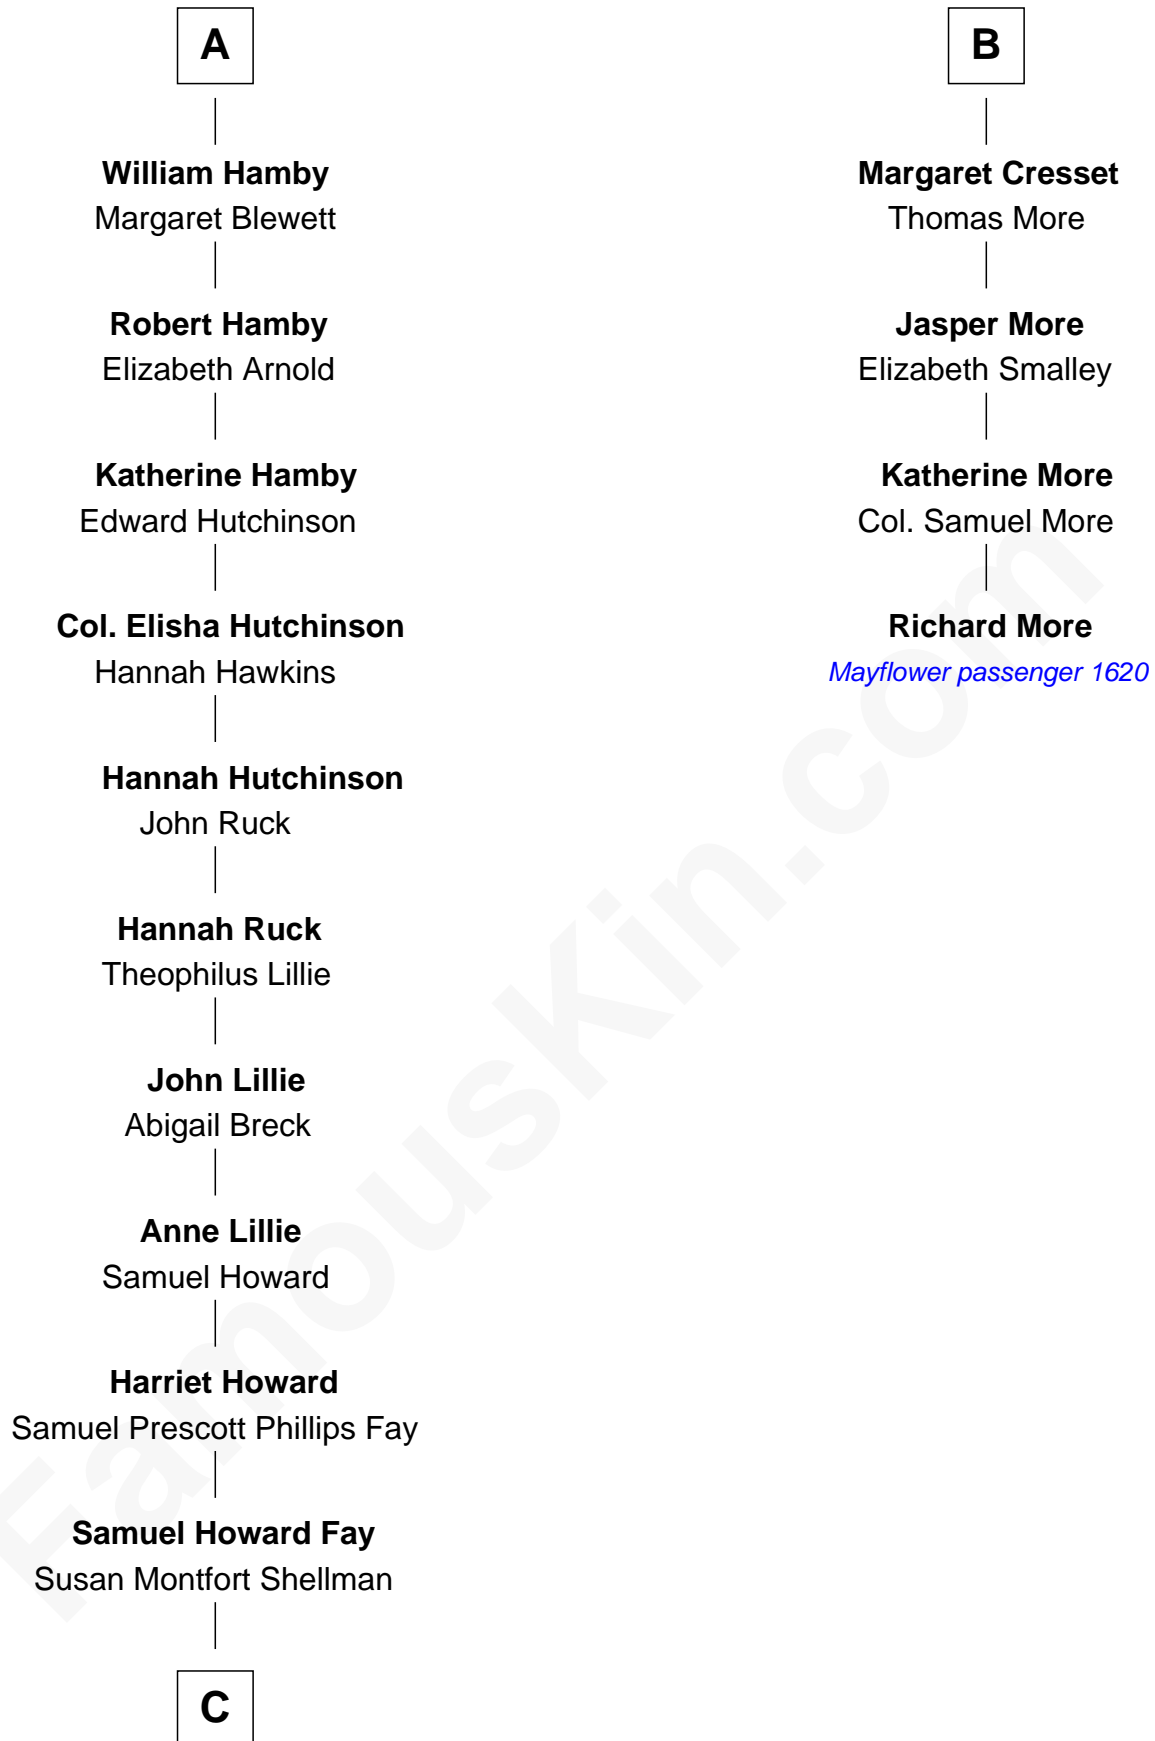 A
William Hamby
Margaret Blewett
Robert Hamby
Elizabeth Arnold
Katherine Hamby
Edward Hutchinson
Col. Elisha Hutchinson
Hannah Hawkins
Hannah Hutchinson
John Ruck
Hannah Ruck
Theophilus Lillie
John Lillie
Abigail Breck
Anne Lillie
Samuel Howard
Harriet Howard
Samuel Prescott Phillips Fay
Samuel Howard Fay
Susan Montfort Shellman
C
B
Margaret Cresset
Thomas More
Jasper More
Elizabeth Smalley
Katherine More
Col. Samuel More
Richard More
Mayflower passenger 1620
FamousKin.com